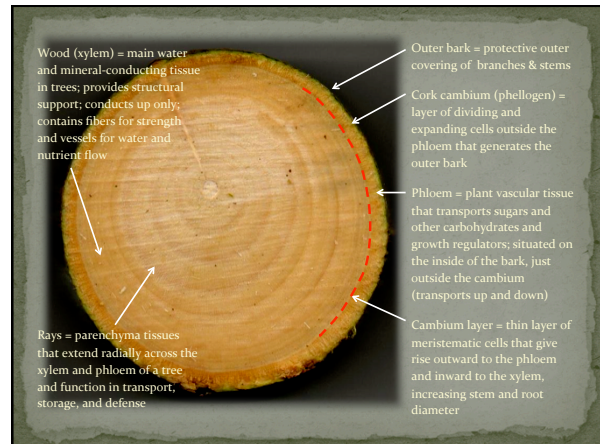 Wood (xylem) = main water
and mineral-conducting tissue
in trees; provides structural
support; conducts up only;
contains fibers for strength
and vessels for water and
nutrient flow
Rays = parenchyma tissues
that extend radially across the
xylem and phloem of a tree
and function in transport,
storage, and defense
Outer bark = protective outer
covering of branches & stems
Cork cambium (phellogen) =
layer of dividing and
expanding cells outside the
phloem that generates the
outer bark
Phloem = plant vascular tissue
that transports sugars and
other carbohydrates and
growth regulators; situated on
the inside of the bark, just
outside the cambium
(transports up and down)
Cambium layer = thin layer of
meristematic cells that give
rise outward to the phloem
and inward to the xylem,
increasing stem and root
diameter